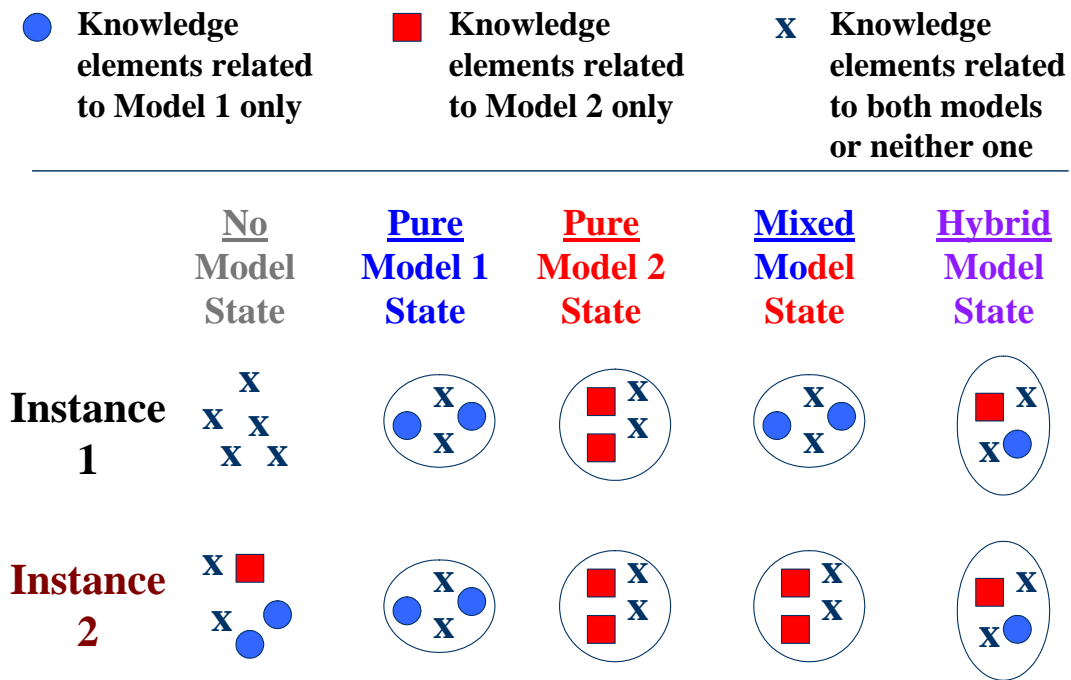 Knowledge
elements related
to Model 1 only
Knowledge
elements related
to Model 2 only
x Knowledge
elements related
to both models
or neither one
No
Model
State
Pure
Model 1
State
Pure
Model 2
State
Mixed
Model
State
Hybrid
Model
State
Instance
1
x
x x
x x
x
x
x
x
x
x
x
x
Instance
2
x
x
x
x
x
x
x
x
x
x